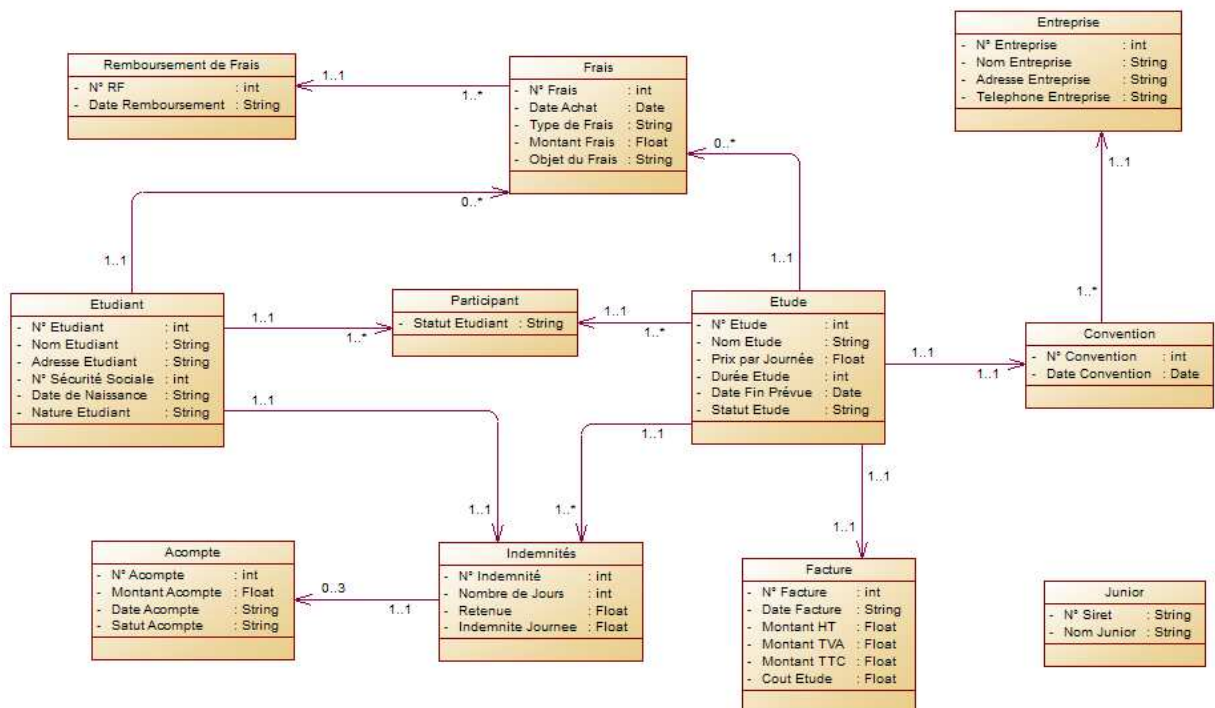 Entreprise
- N° Entreprise : int
- Nom Entreprise : String
- Adresse Entreprise : String
- Telephone Entreprise : String
Remboursement de Frais
- N° RF : int
- Date Remboursement : String
1..1
1..*
Frais
- N° Frais : int
- Date Achat : Date
- Type de Frais : String
- Montant Frais : Float
- Objet du Frais : String
0..*
1..1
0..*
1..1
1..1
1..*
Etudiant
- N° Etudiant : int
- Nom Etudiant : String
- Adresse Etudiant : String
- N° Sécurité Sociale : int
- Date de Naissance : String
- Nature Etudiant : String
1..1
1..*
Participant
- Statut Etudiant : String
1..1
1..*
Etude
- N° Etude : int
- Nom Etude : String
- Prix par Journée : Float
- Durée Etude : int
- Date Fin Prévue : Date
- Statut Etude : String
1..1
1..1
Convention
- N° Convention : int
- Date Convention : Date
1..1
1..1
1..1
1..*
1..1
1..1
Acompte
- N° Acompte : int
- Montant Acompte : Float
- Date Acompte : String
- Satut Acompte : String
0..3
1..1
Indemnités
- N° Indemnité : int
- Nombre de Jours : int
- Retenue : Float
- Indemnite Journee : Float
Facture
- N° Facture : int
- Date Facture : String
- Montant HT : Float
- Montant TVA : Float
- Montant TTC : Float
- Cout Etude : Float
Junior
- N° Siret : String
- Nom Junior : String